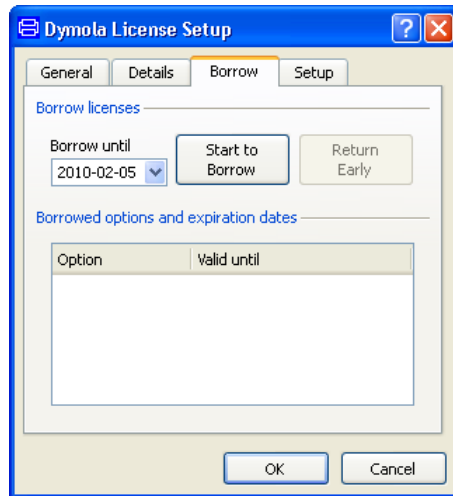 Dymola License Setup
General Details Borrow Setup
Borrow licenses
Borrow until
2010-02-05
Start to
Borrow
Return
Early
Borrowed options and expiration dates
Option Valid until
OK Cancel